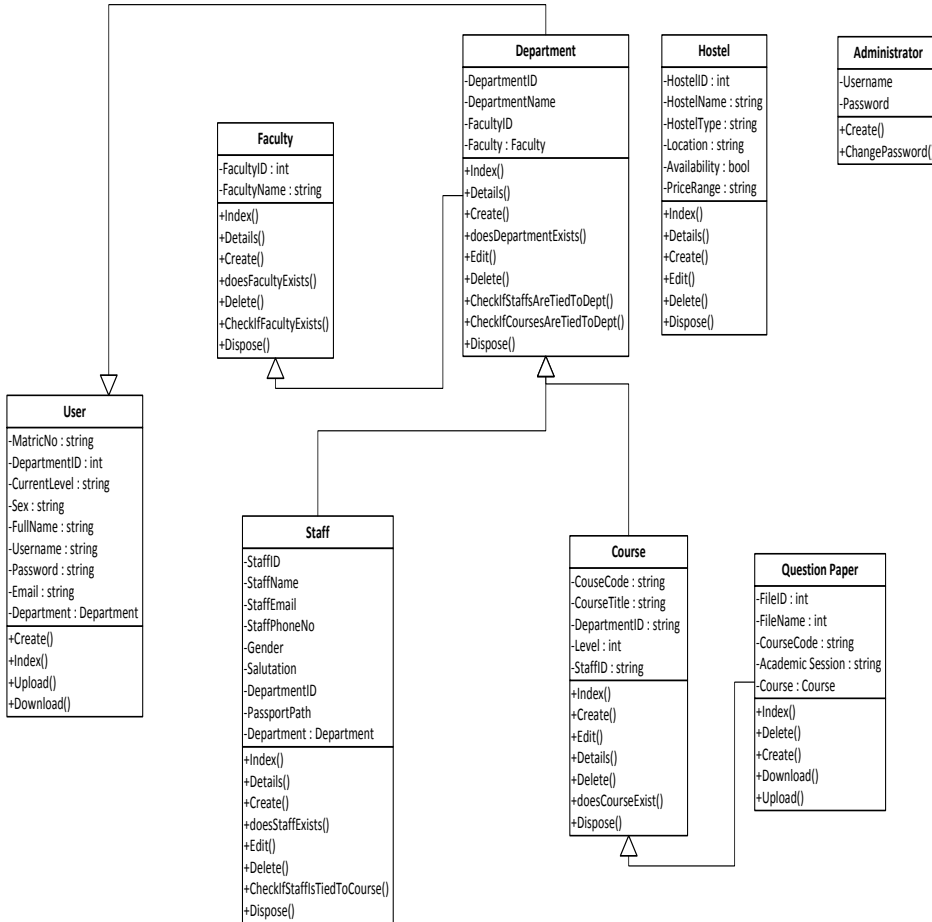 Department
-DepartmentID
-DepartmentName
-FacultyID
-Faculty : Faculty
+Index()
+Details()
+Create()
+doesDepartmentExists()
+Edit()
+Delete()
+CheckIfStaffsAreTiedToDept()
+CheckIfCoursesAreTiedToDept()
+Dispose()
Hostel
-HostelID : int
-HostelName : string
-HostelType : string
-Location : string
-Availability : bool
-PriceRange : string
+Index()
+Details()
+Create()
+Edit()
+Delete()
+Dispose()
Administrator
-Username
-Password
+Create()
+ChangePassword()
Faculty
-FacultyID : int
-FacultyName : string
+Index()
+Details()
+Create()
+doesFacultyExists()
+Delete()
+CheckIfFacultyExists()
+Dispose()
User
-MatricNo : string
-DepartmentID : int
-CurrentLevel : string
-Sex : string
-FullName : string
-Username : string
-Password : string
-Email : string
-Department : Department
+Create()
+Index()
+Upload()
+Download()
Staff
-StaffID
-StaffName
-StaffEmail
-StaffPhoneNo
-Gender
-Salutation
-DepartmentID
-PassportPath
-Department : Department
+Index()
+Details()
+Create()
+doesStaffExists()
+Edit()
+Delete()
+CheckIfStaffIsTiedToCourse()
+Dispose()
Course
-CouseCode : string
-CourseTitle : string
-DepartmentID : string
-Level : int
-StaffID : string
+Index()
+Create()
+Edit()
+Details()
+Delete()
+doesCourseExist()
+Dispose()
Question Paper
-FileID : int
-FileName : int
-CourseCode : string
-Academic Session : string
-Course : Course
+Index()
+Delete()
+Create()
+Download()
+Upload()